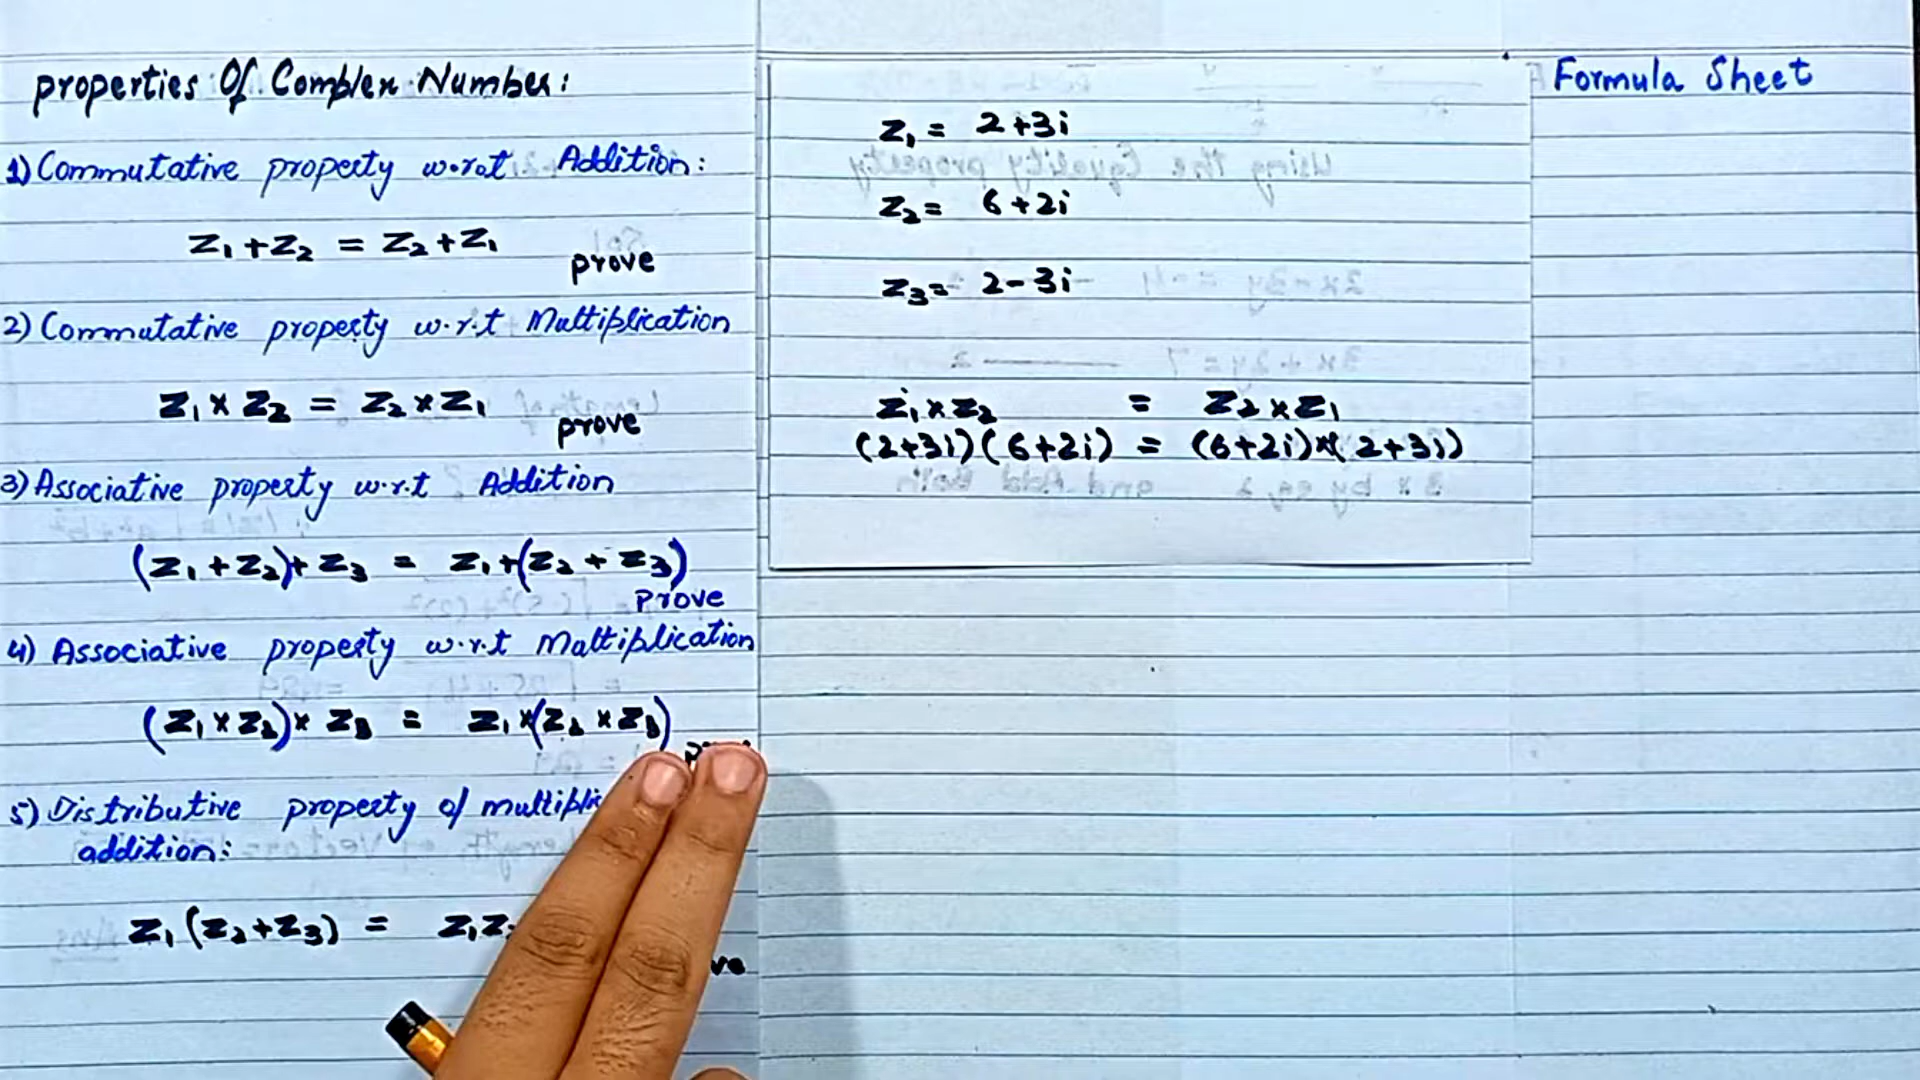 properties Of Complex Number:
1) Commutative property w.r.t Addition:
Z₁ + Z₂ = Z₂ + Z₁
prove
2) Commutative property w.r.t Multiplication
Z₁ × Z₂ = Z₂ × Z₁
prove
3) Associative property w.r.t Addition
(Z₁ + Z₂) + Z₃ = Z₁ + (Z₂ + Z₃)
Prove
4) Associative property w.r.t Multiplication
(Z₁ × Z₂) × Z₃ = Z₁ × (Z₂ × Z₃)
5) Distributive property of
addition:
Z₁ (Z₂ + Z₃) = Z₁Z
Z₁ = 2+3i
Z₂ = 6+2i
Z₃ = 2-3i
Z₁ × Z₂ = Z₂ × Z₁
(2+3i)(6+2i) = (6+2i)×(2+3i)
Formula Sheet